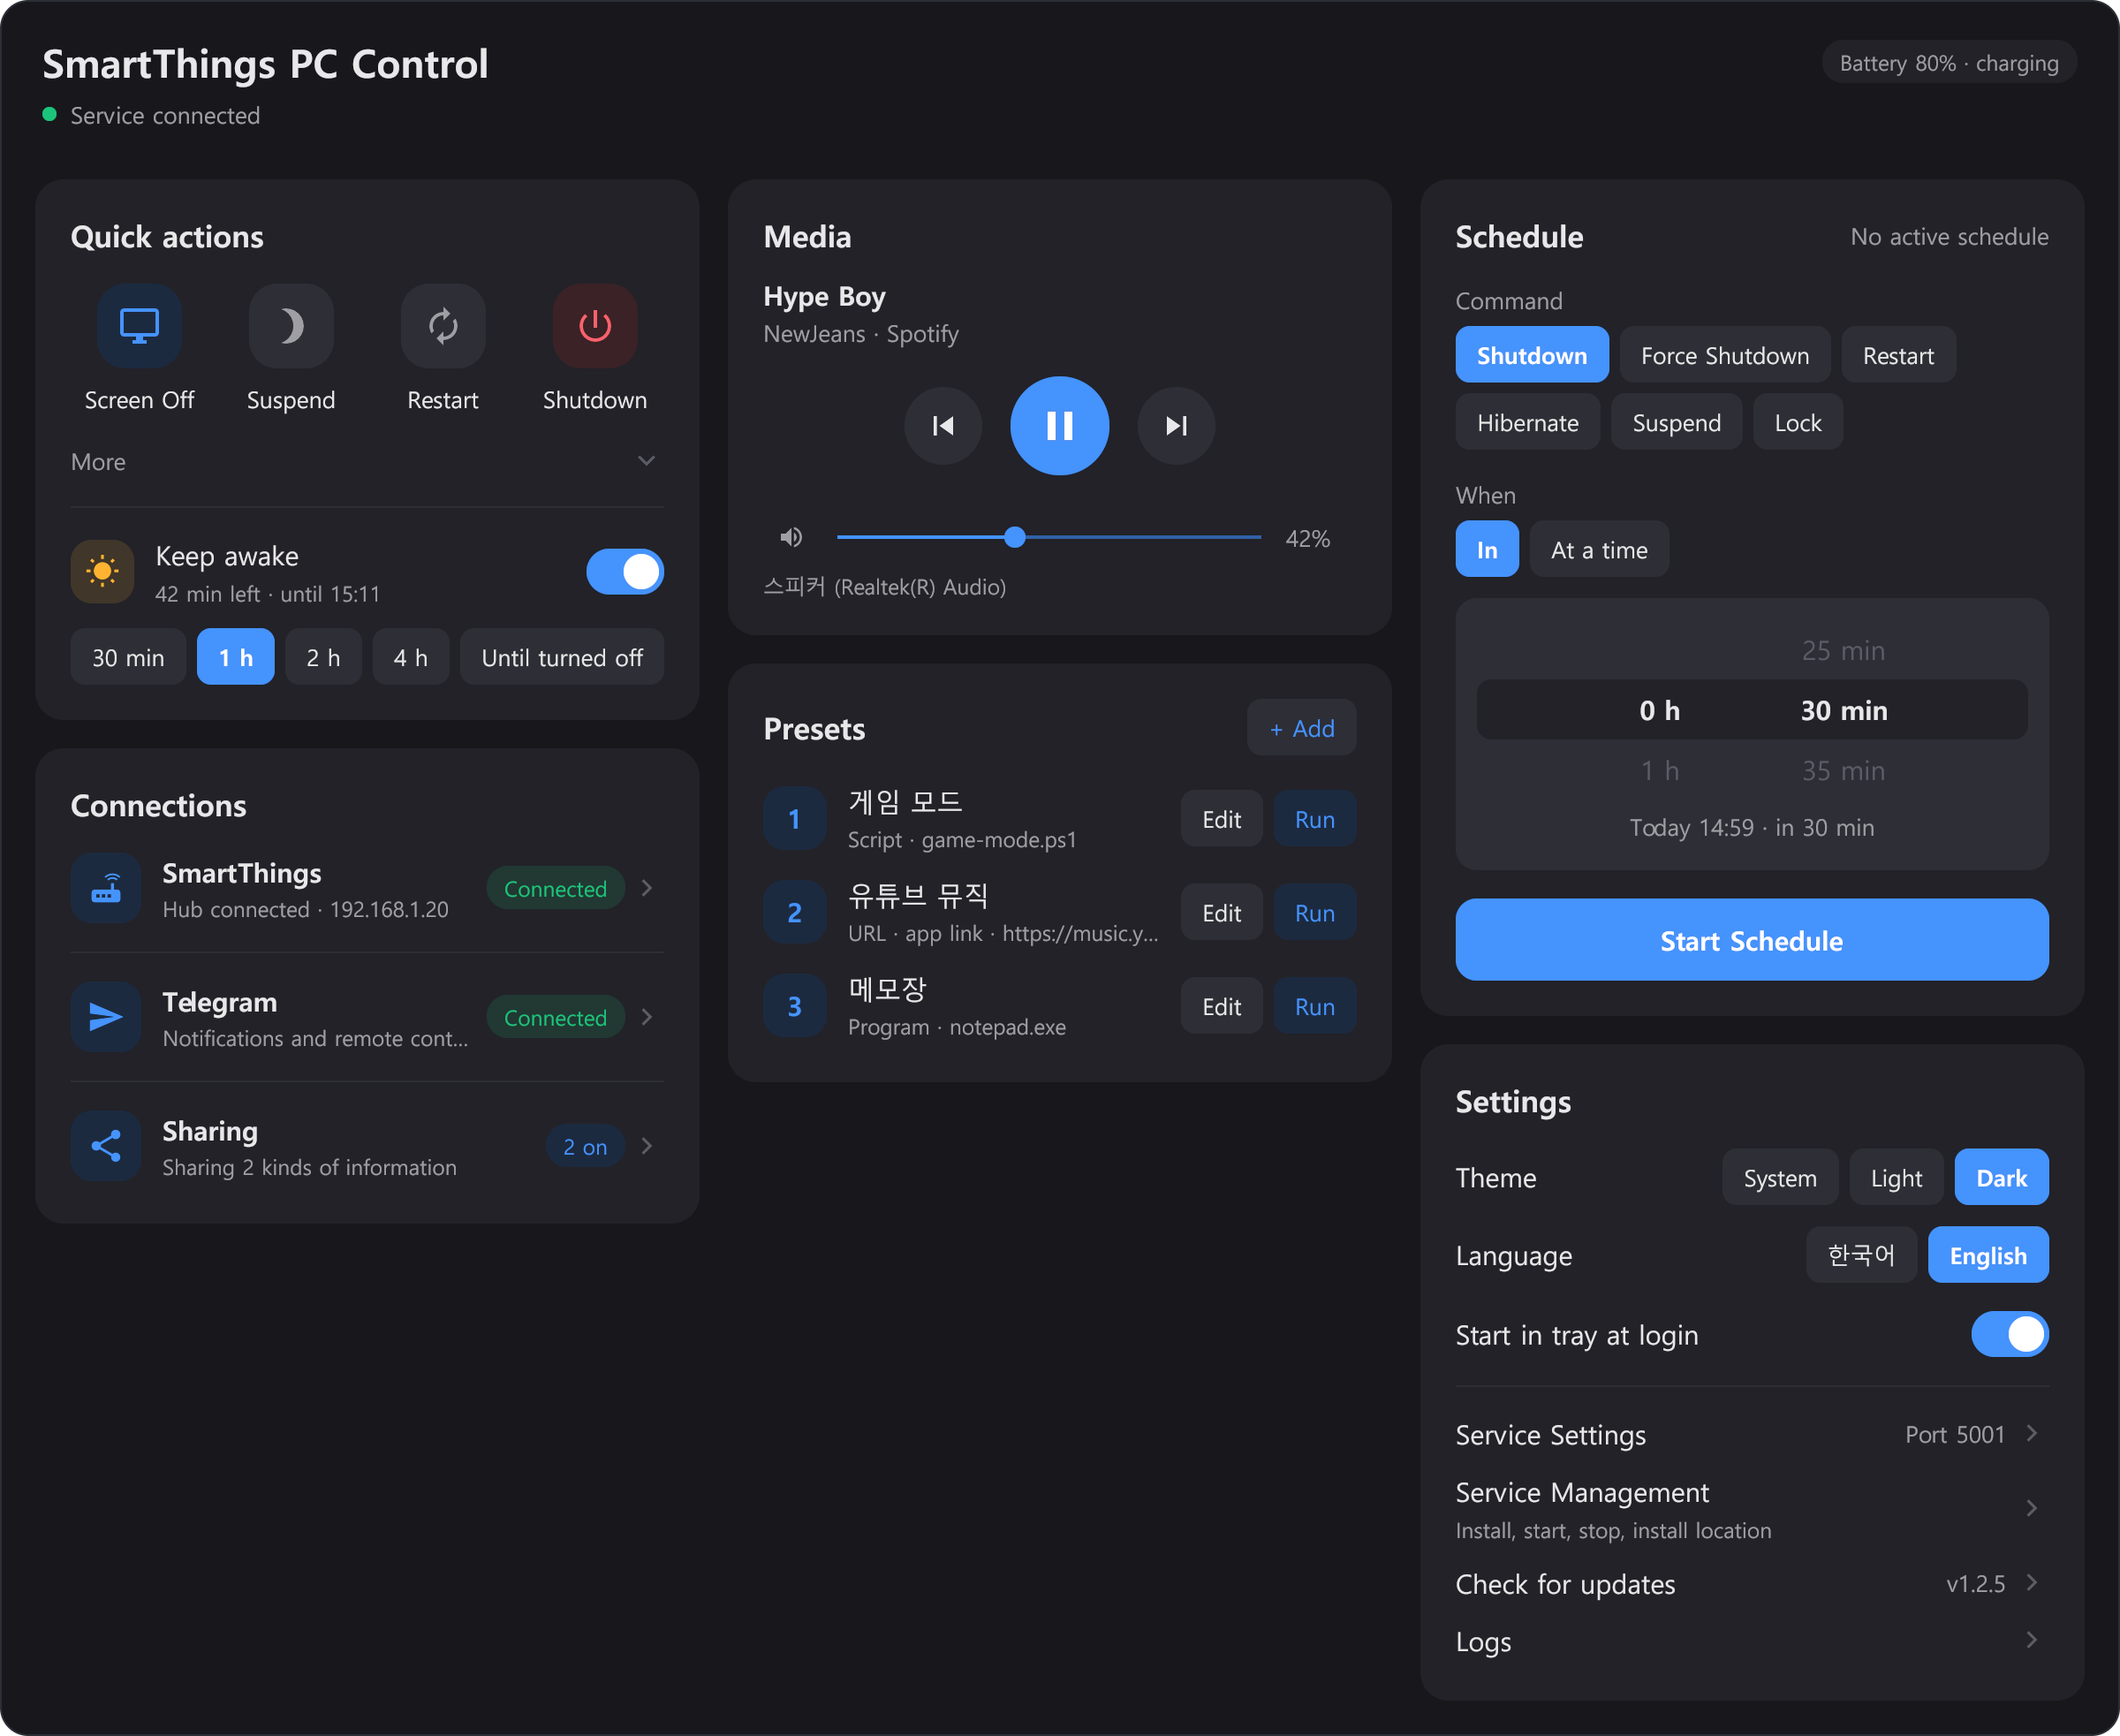 SmartThings PC Control
Battery 80% · charging
Service connected
Quick actions
Screen Off
Suspend
Restart
Shutdown
More
Keep awake
42 min left · until 15:11
30 min
1 h
2 h
4 h
Until turned off
Connections
SmartThings
Hub connected · 192.168.1.20
Connected
Telegram
Notifications and remote cont...
Connected
Sharing
Sharing 2 kinds of information
2 on
Media
Hype Boy
NewJeans · Spotify
42%
스피커 (Realtek(R) Audio)
Presets
+ Add
1
게임 모드
Script · game-mode.ps1
Edit
Run
2
유튜브 뮤직
URL · app link · https://music.y...
Edit
Run
3
메모장
Program · notepad.exe
Edit
Run
Schedule
No active schedule
Command
Shutdown
Force Shutdown
Restart
Hibernate
Suspend
Lock
When
In
At a time
25 min
0 h
30 min
1 h
35 min
Today 14:59 · in 30 min
Start Schedule
Settings
Theme
System
Light
Dark
Language
한국어
English
Start in tray at login
Service Settings
Port 5001
Service Management
Install, start, stop, install location
Check for updates
v1.2.5
Logs